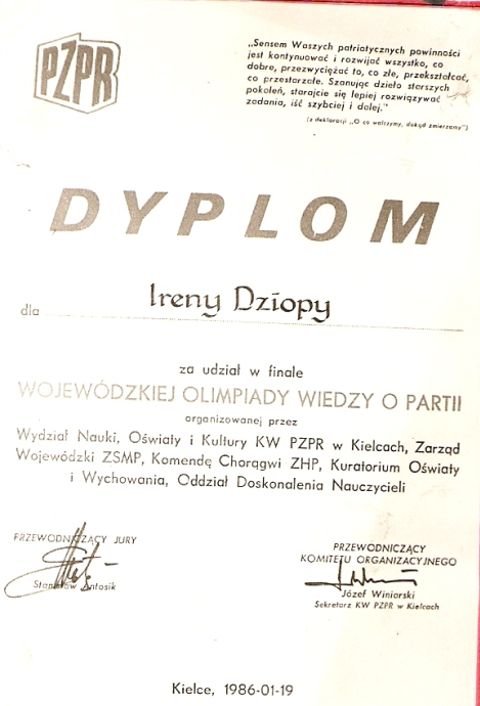 PZPR
„Sensem Waszych patriotycznych powinności
jest kontynuować i rozwijać wszystko, co
dobre, przezwyciężać to, co złe, przekształcać,
co przestarzałe. Szanując dzieło starszych
pokoleń, starajcie się lepiej rozwiązywać
zadania, iść szybciej i dalej."
(z deklaracji „O co walczymy, dokąd zmierzamy")
DYPLOM
dla Ireny Dziopy
za udział w finale
WOJEWÓDZKIEJ OLIMPIADY WIEDZY O PARTII
organizowanej przez
Wydział Nauki, Oświaty i Kultury KW PZPR w Kielcach, Zarząd
Wojewódzki ZSMP, Komendę Chorągwi ZHP, Kuratorium Oświaty
i Wychowania, Oddział Doskonalenia Nauczycieli
PRZEWODNICZĄCY JURY
Stanisław Antosik
PRZEWODNICZĄCY
KOMITETU ORGANIZACYJNEGO
Józef Winiarski
Sekretarz KW PZPR w Kielcach
Kielce, 1986-01-19